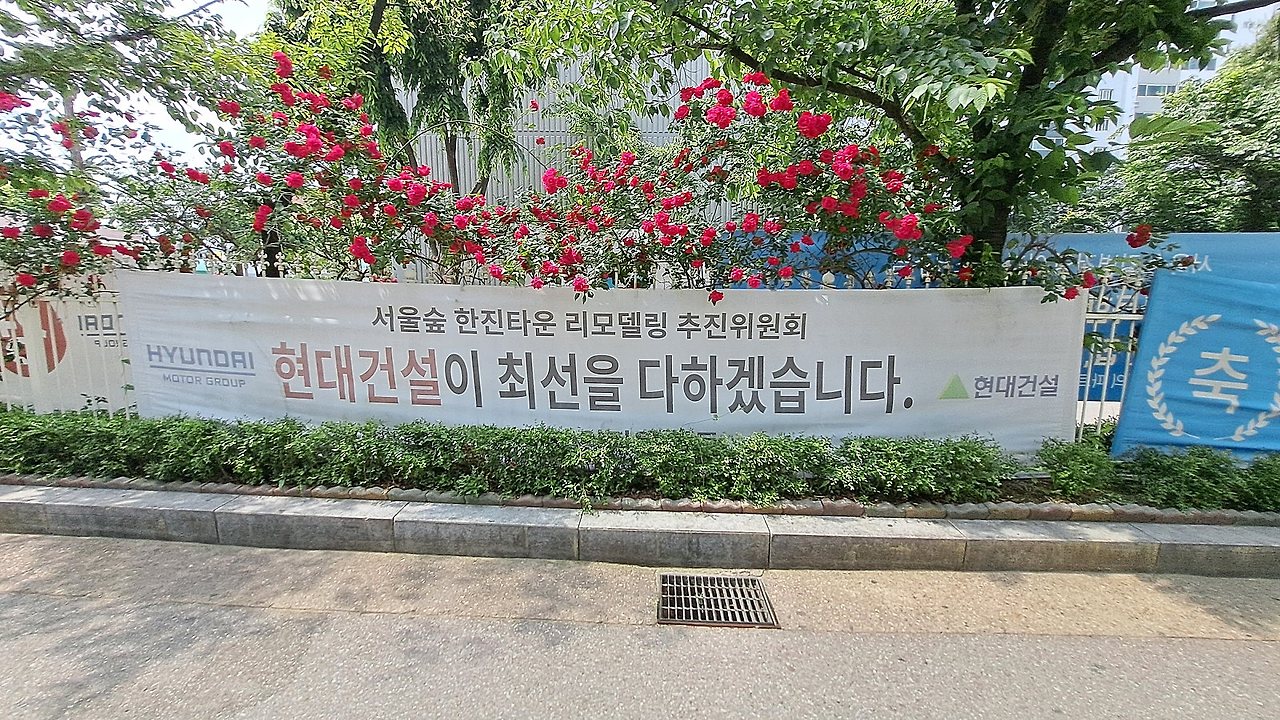 서울숲 한진타운 리모델링 추진위원회
HYUNDAI
MOTOR GROUP
현대건설이 최선을 다하겠습니다.
현대건설
축